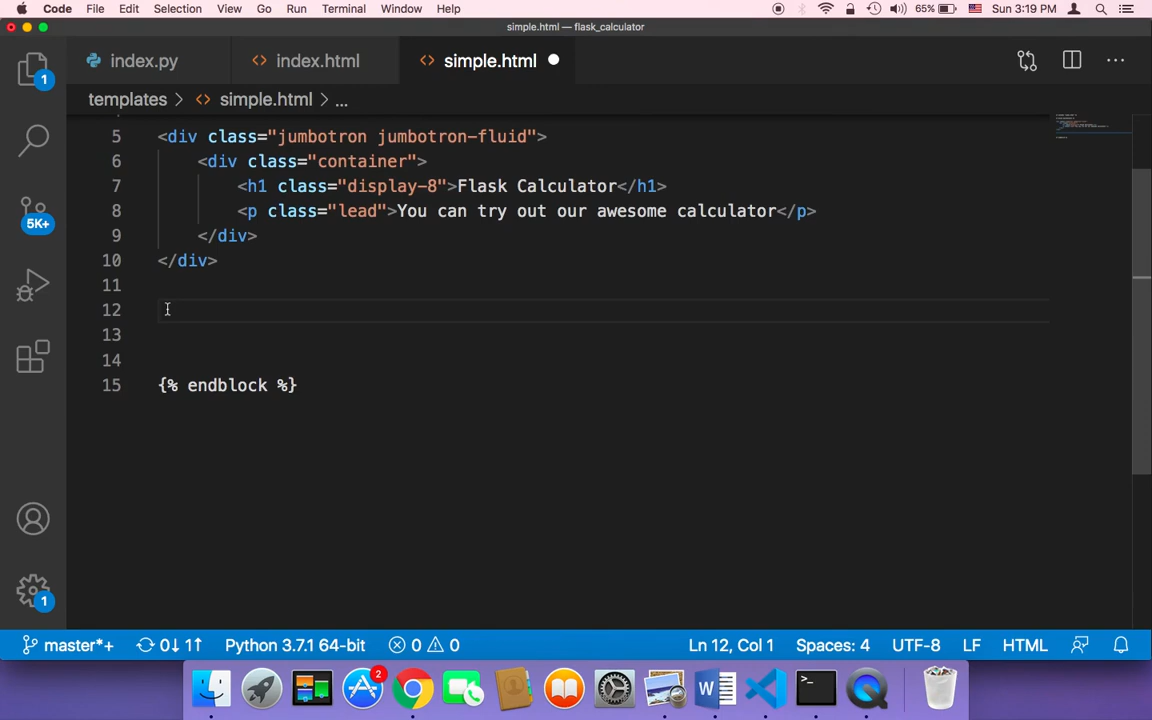 Code File Edit Selection View Go Run Terminal Window Help 65% Sun 3:19 PM
simple.html — flask_calculator
index.py index.html simple.html
templates > simple.html > ...
5 <div class="jumbotron jumbotron-fluid">
6 <div class="container">
7 <h1 class="display-8">Flask Calculator</h1>
8 <p class="lead">You can try out our awesome calculator</p>
9 </div>
10 </div>
11
12
13
14
15 {% endblock %}
1
5K+
1
master*+ 0↓ 1↑ Python 3.7.1 64-bit 0 0 Ln 12, Col 1 Spaces: 4 UTF-8 LF HTML
2
W
>_